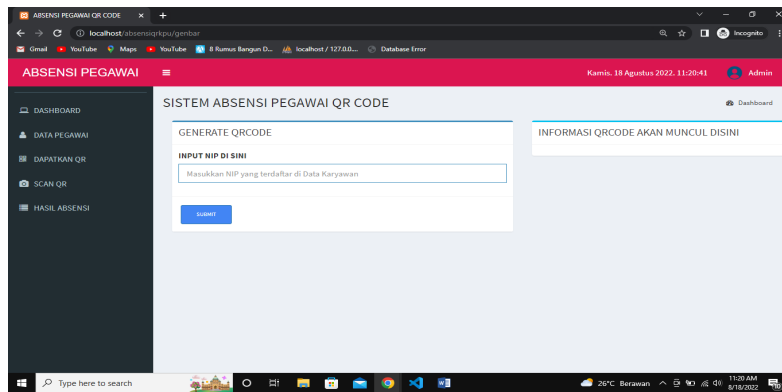 ABSENSI PEGAWAI QR CODE
localhost/absensiqrkpu/genbar
Incognito
Gmail YouTube Maps YouTube 8 Rumus Bangun D... localhost / 127.0.0.... Database Error
ABSENSI PEGAWAI
Kamis. 18 Agustus 2022. 11:20:41 Admin
SISTEM ABSENSI PEGAWAI QR CODE
Dashboard
DASHBOARD
DATA PEGAWAI
DAPATKAN QR
SCAN QR
HASIL ABSENSI
GENERATE QRCODE
INPUT NIP DI SINI
Masukkan NIP yang terdaftar di Data Karyawan
SUBMIT
INFORMASI QRCODE AKAN MUNCUL DISINI
Type here to search
26°C Berawan
11:20 AM
8/18/2022